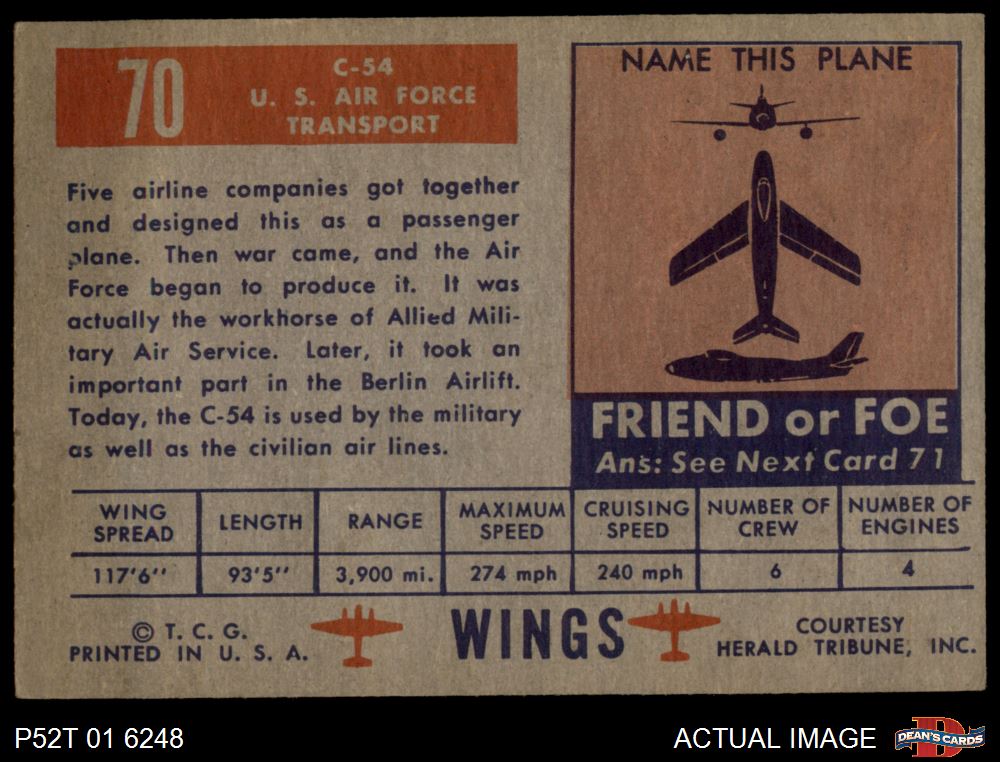 70
C-54
U. S. AIR FORCE
TRANSPORT
Five airline companies got together
and designed this as a passenger
plane. Then war came, and the Air
Force began to produce it. It was
actually the workhorse of Allied Mili-
tary Air Service. Later, it took an
important part in the Berlin Airlift.
Today, the C-54 is used by the military
as well as the civilian air lines.
NAME THIS PLANE
FRIEND or FOE
Ans: See Next Card 71
WING SPREAD
LENGTH
RANGE
MAXIMUM SPEED
CRUISING SPEED
NUMBER OF CREW
NUMBER OF ENGINES
117'6''
93'5''
3,900 mi.
274 mph
240 mph
6
4
© T. C. G.
PRINTED IN U. S. A.
WINGS
COURTESY
HERALD TRIBUNE, INC.
P52T 01 6248
ACTUAL IMAGE
D
DEAN'S CARDS